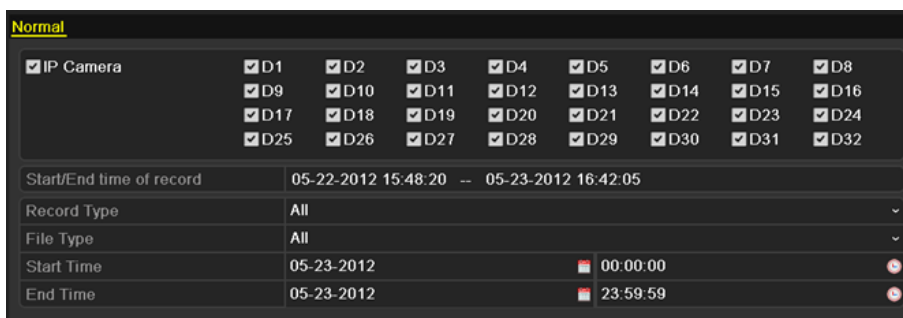 Normal
IP Camera D1 D2 D3 D4 D5 D6 D7 D8
D9 D10 D11 D12 D13 D14 D15 D16
D17 D18 D19 D20 D21 D22 D23 D24
D25 D26 D27 D28 D29 D30 D31 D32
Start/End time of record 05-22-2012 15:48:20 -- 05-23-2012 16:42:05
Record Type All
File Type All
Start Time 05-23-2012 00:00:00
End Time 05-23-2012 23:59:59